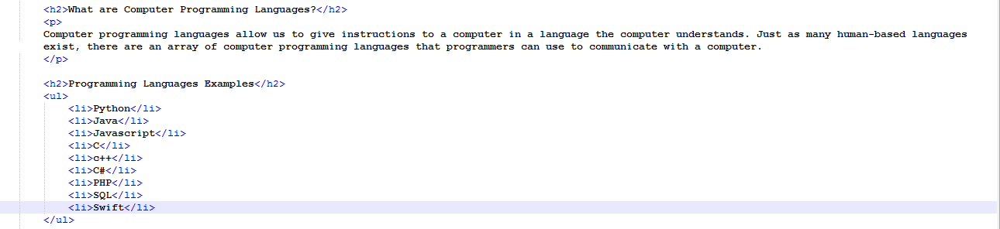 <h2>What are Computer Programming Languages?</h2>
<p>
Computer programming languages allow us to give instructions to a computer in a language the computer understands. Just as many human-based languages
exist, there are an array of computer programming languages that programmers can use to communicate with a computer.
</p>
<h2>Programming Languages Examples</h2>
<ul>
<li>Python</li>
<li>Java</li>
<li>Javascript</li>
<li>C</li>
<li>c++</li>
<li>C#</li>
<li>PHP</li>
<li>SQL</li>
<li>Swift</li>
</ul>